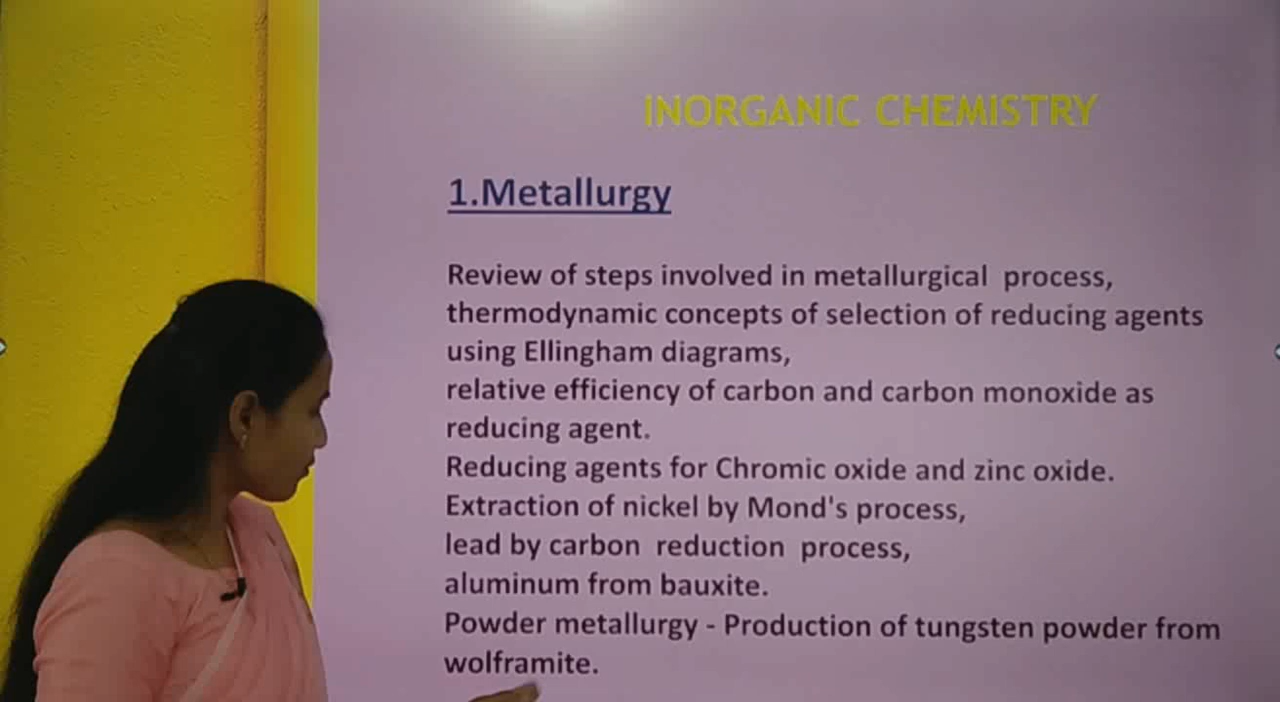 INORGANIC CHEMISTRY
1.Metallurgy
Review of steps involved in metallurgical process,
thermodynamic concepts of selection of reducing agents
using Ellingham diagrams,
relative efficiency of carbon and carbon monoxide as
reducing agent.
Reducing agents for Chromic oxide and zinc oxide.
Extraction of nickel by Mond's process,
lead by carbon reduction process,
aluminum from bauxite.
Powder metallurgy - Production of tungsten powder from
wolframite.